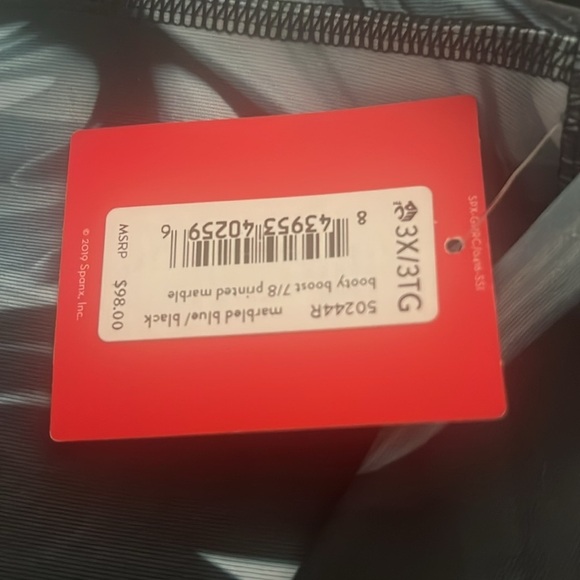 3X/3TG
50244R marbled blue/ black
booty boost 7/8 printed marble
8 43953 40259 6
MSRP $98.00
© 2019 Spanx, Inc.